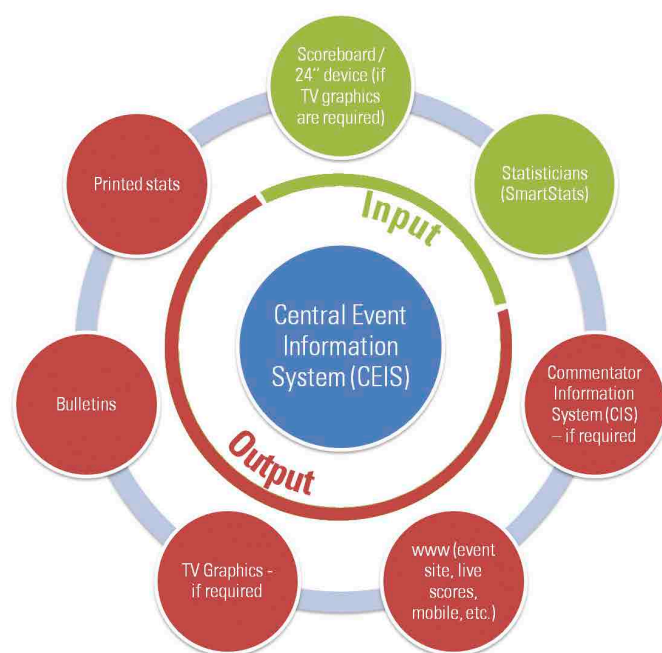 Scoreboard /
24“ device (if
TV graphics
are required)
Statisticians
(SmartStats)
Printed stats
Input
Central Event
Information
System (CEIS)
Commentator
Information
System (CIS)
– if required
Bulletins
Output
TV Graphics -
if required
www (event
site, live
scores,
mobile, etc.)